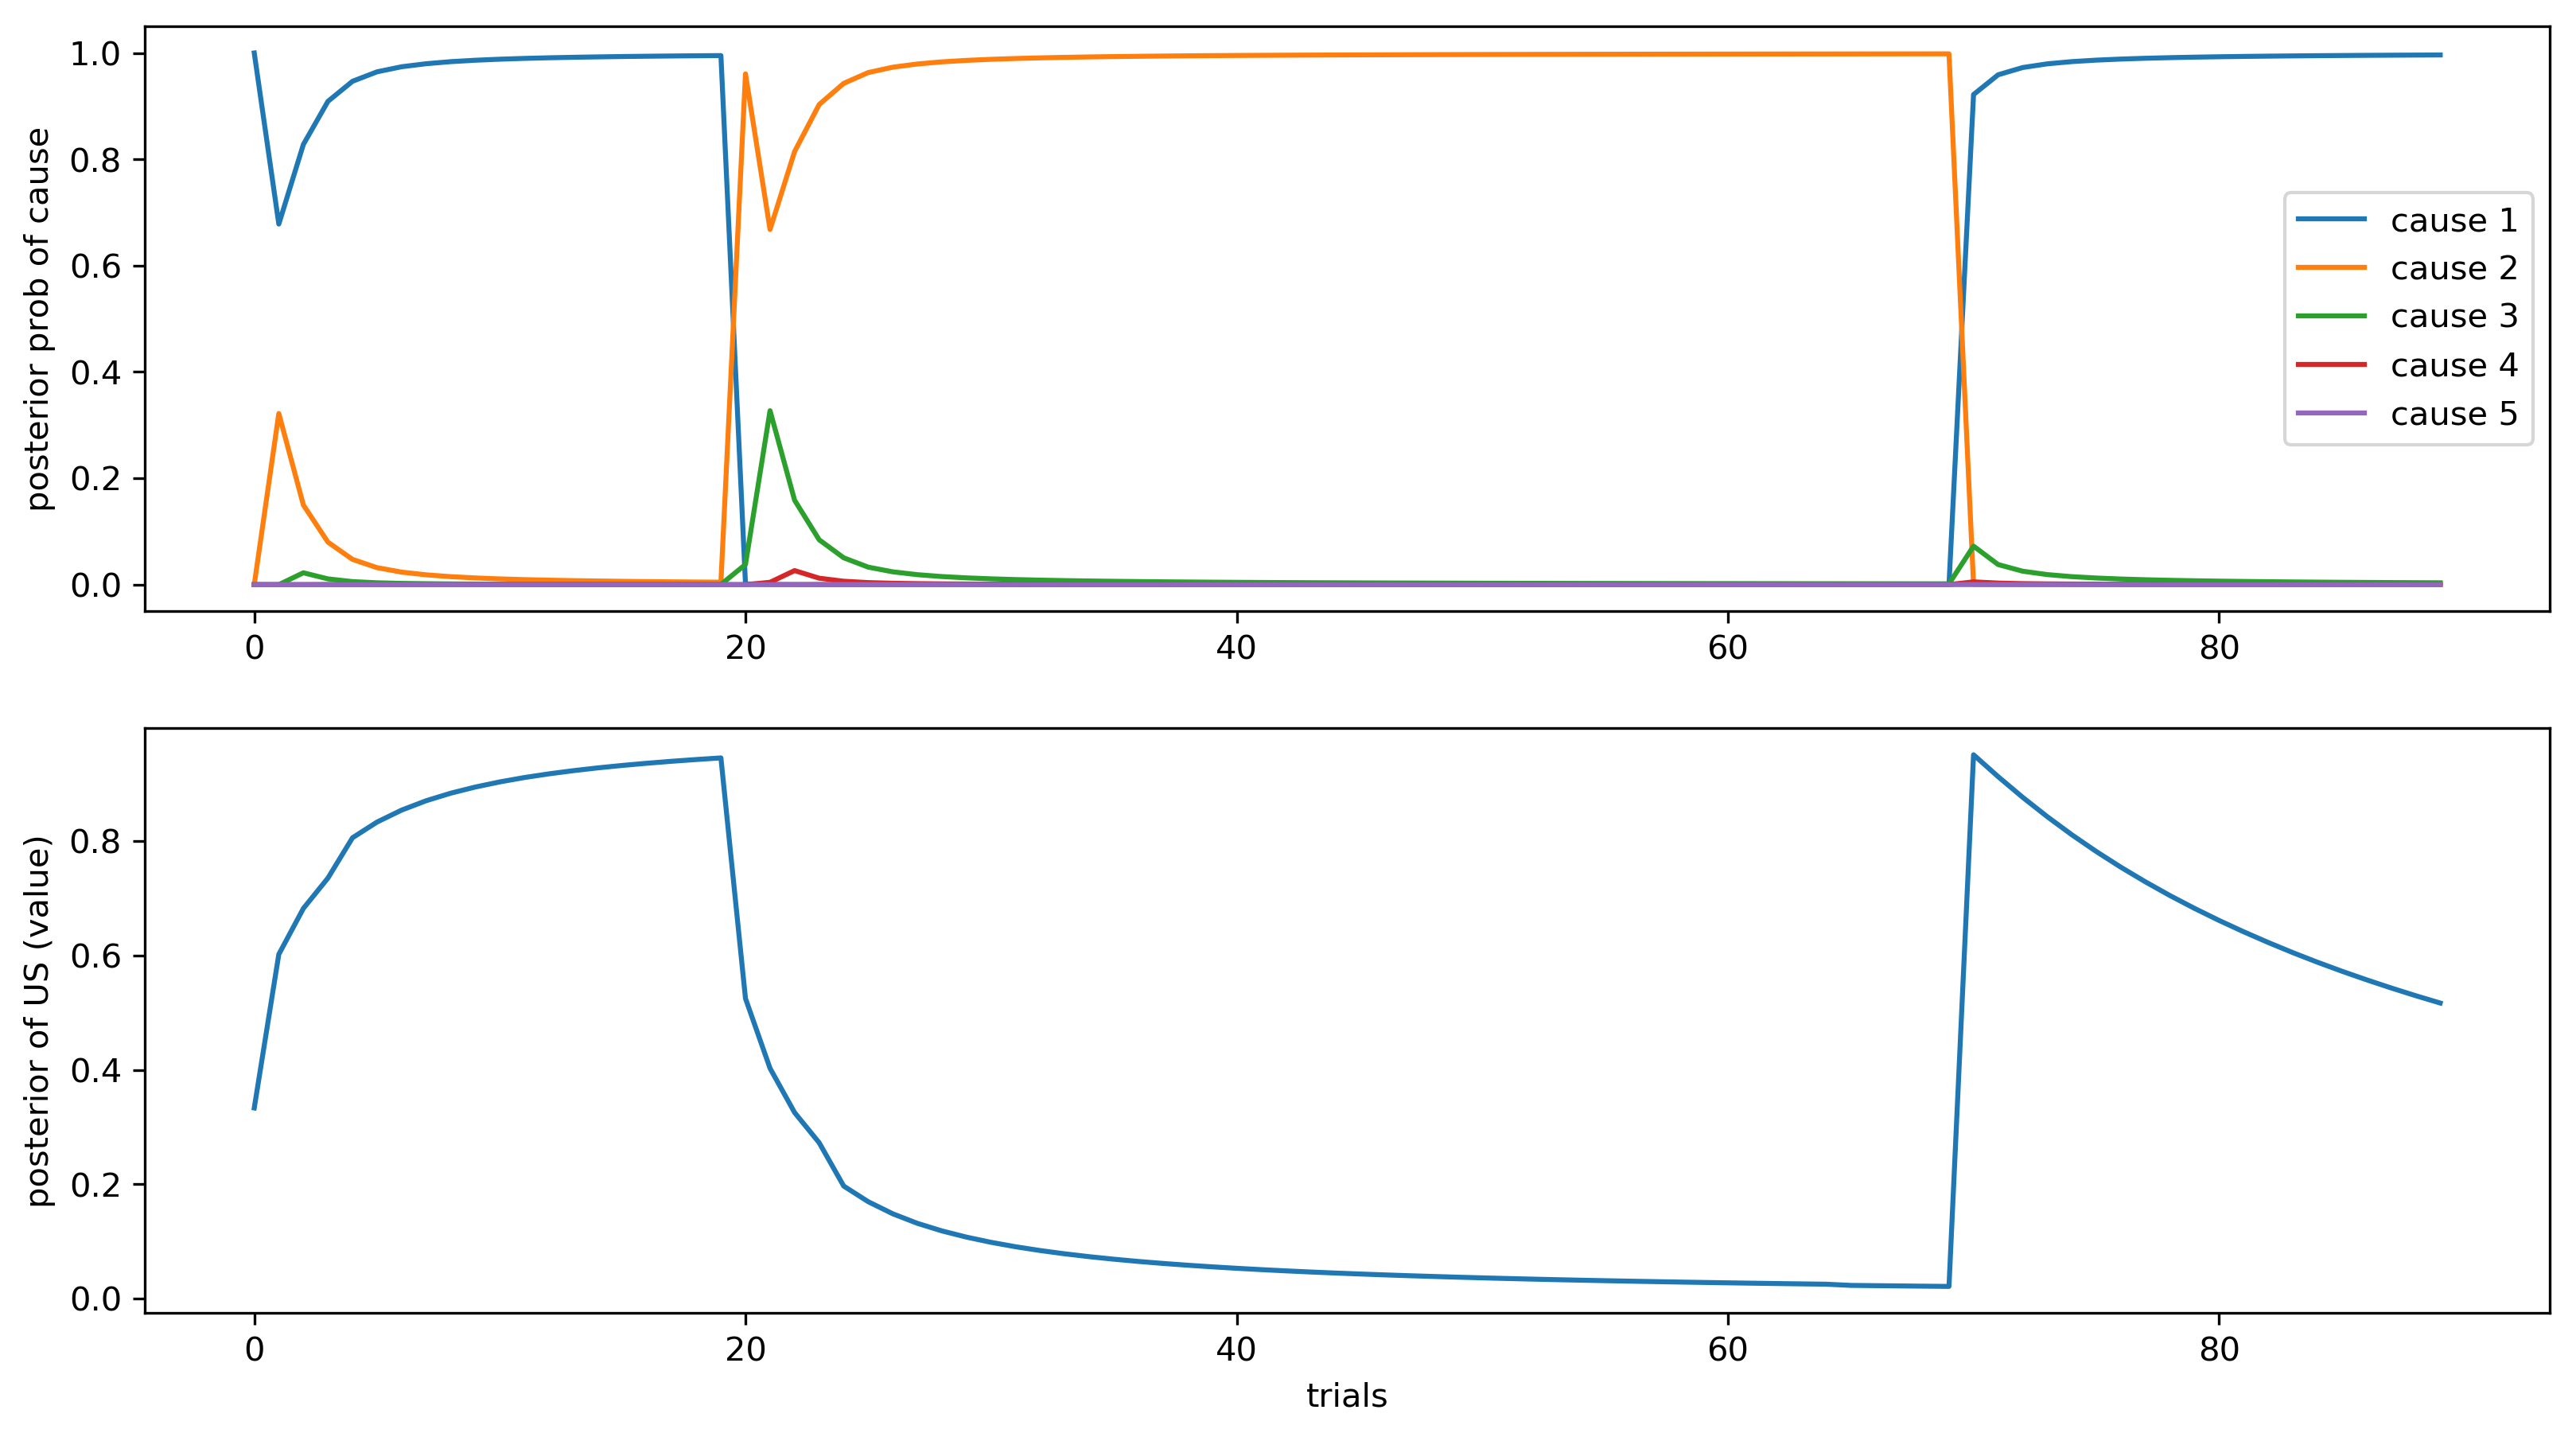 posterior prob of cause
1.0
0.8
0.6
0.4
0.2
0.0
0 20 40 60 80
cause 1
cause 2
cause 3
cause 4
cause 5
posterior of US (value)
0.8
0.6
0.4
0.2
0.0
0 20 40 60 80
trials